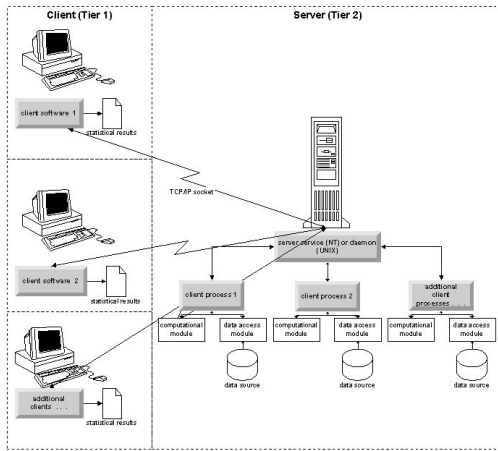 Client (Tier 1)
Server (Tier 2)
client software 1
statistical results
TCP/IP socket
server service (NT) or daemon
(UNIX)
client software 2
statistical results
client process 1
client process 2
additional
client
processes . . .
computational
module
data access
module
computational
module
data access
module
computational
module
data access
module
data source
data source
data source
additional
clients . . .
statistical results